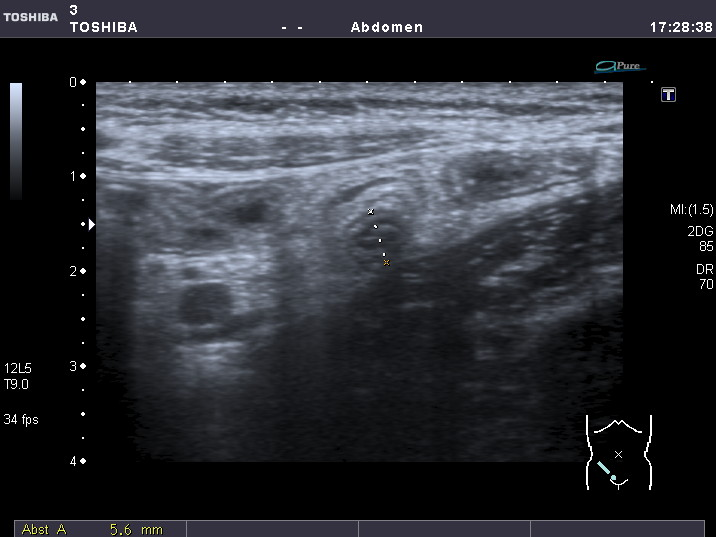 TOSHIBA
3
TOSHIBA - - Abdomen 17:28:38
aPure
T
0
1
2
3
4
MI:(1.5)
2DG
85
DR
70
12L5
T9.0
34 fps
Abst A 5.6 mm